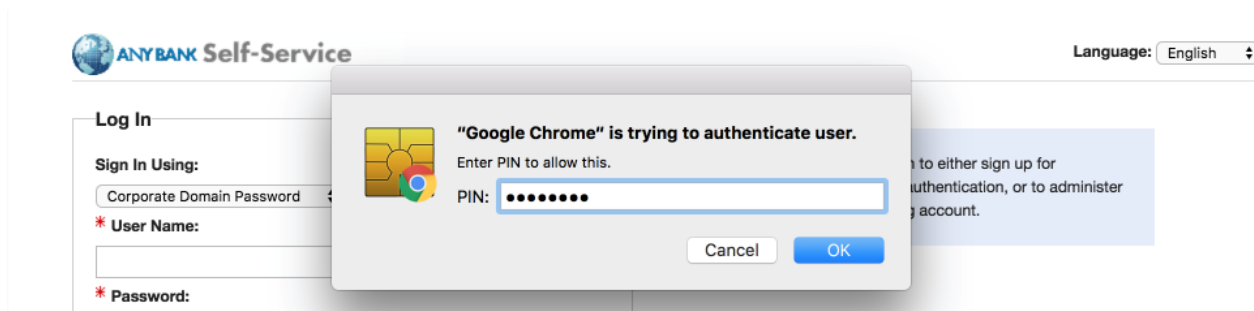 ANYBANK Self-Service
Language: English
Log In
Sign In Using:
Corporate Domain Password
* User Name:
* Password:
"Google Chrome" is trying to authenticate user.
Enter PIN to allow this.
PIN: ••••••••
Cancel OK
to either sign up for
uthentication, or to administer
account.